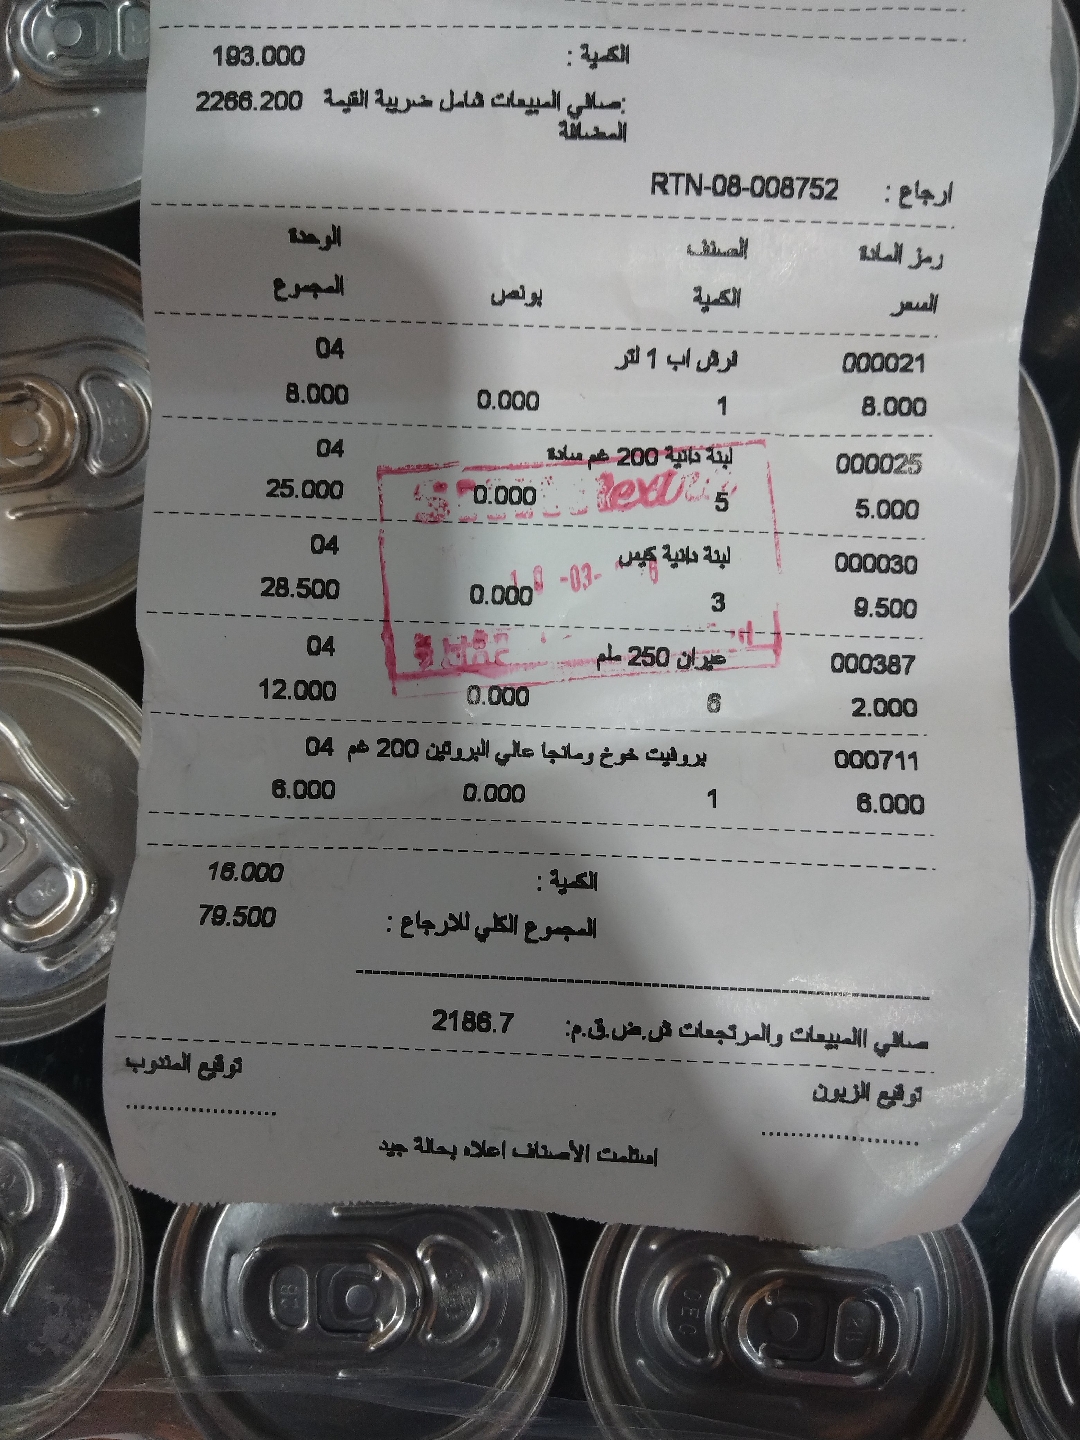 الكمية : 193.000
صافي المبيعات شامل ضريبة القيمة: 2266.200
المضافة
ارجاع : RTN-08-008752
رمز المادة الصنف الوحدة
السعر الكمية بونص المجموع
000021 فرش اب 1 لتر 04
8.000 1 0.000 8.000
000025 لبنة دانية 200 غم سادة 04
5.000 5 0.000 25.000
000030 لبنة دانية كيس 04
9.500 3 0.000 28.500
000387 عيران 250 ملم 04
2.000 6 0.000 12.000
000711 بروفيت خوخ ومانجا عالي البروتين 200 غم 04
6.000 1 0.000 6.000
الكمية : 16.000
المجموع الكلي للارجاع : 79.500
صافي االمبيعات والمرتجعات ش.ض.ق.م: 2186.7
توقيع الزبون توقيع المندوب
استلمت الأصناف اعلاه بحالة جيد